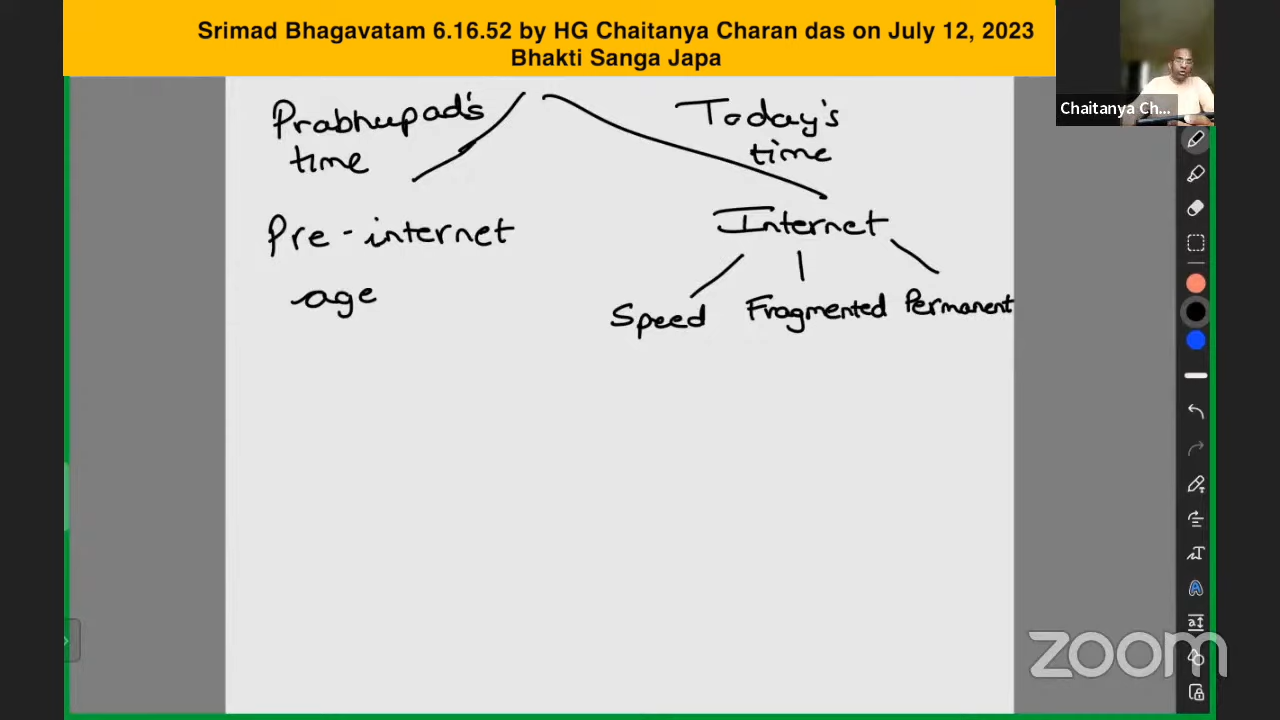 Srimad Bhagavatam 6.16.52 by HG Chaitanya Charan das on July 12, 2023
Bhakti Sanga Japa
Chaitanya Ch...
Prabhupad's
time
Today's
time
Pre-internet
age
Internet
Speed Fragmented Permanent
zoom